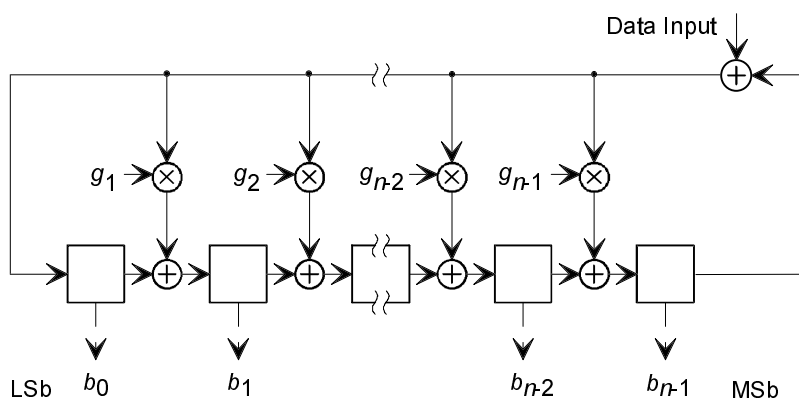 Data Input
g1 g2 gn-2 gn-1
b0 b1 bn-2 bn-1
LSb MSb